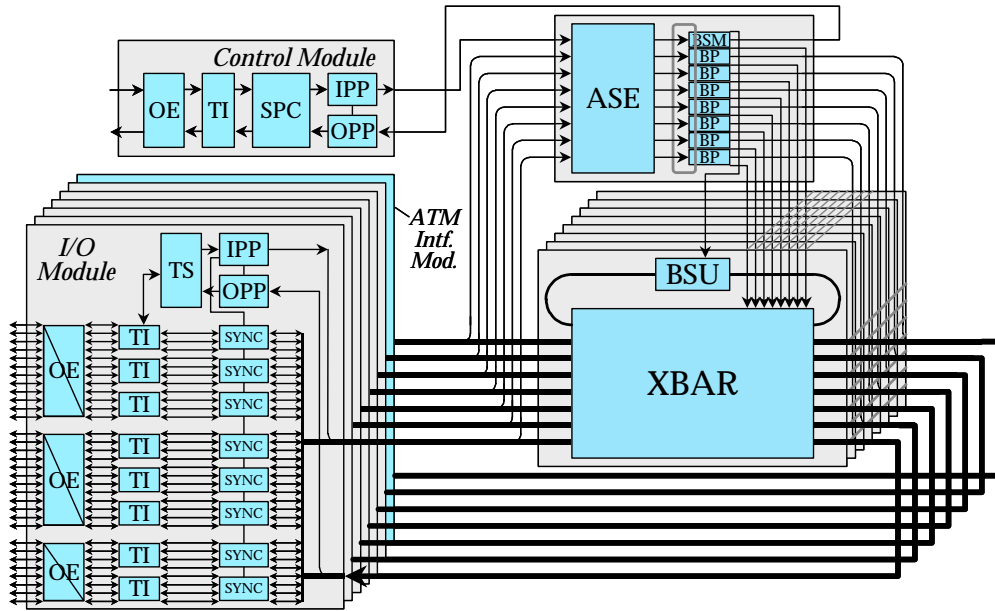 Control Module
OE
TI
SPC
IPP
OPP
ASE
BSM
BP
BP
BP
BP
BP
BP
BP
ATM
Intf.
Mod.
I/O
Module
TS
IPP
OPP
OE
TI
SYNC
TI
SYNC
TI
SYNC
OE
TI
SYNC
TI
SYNC
TI
SYNC
OE
TI
SYNC
TI
SYNC
BSU
XBAR